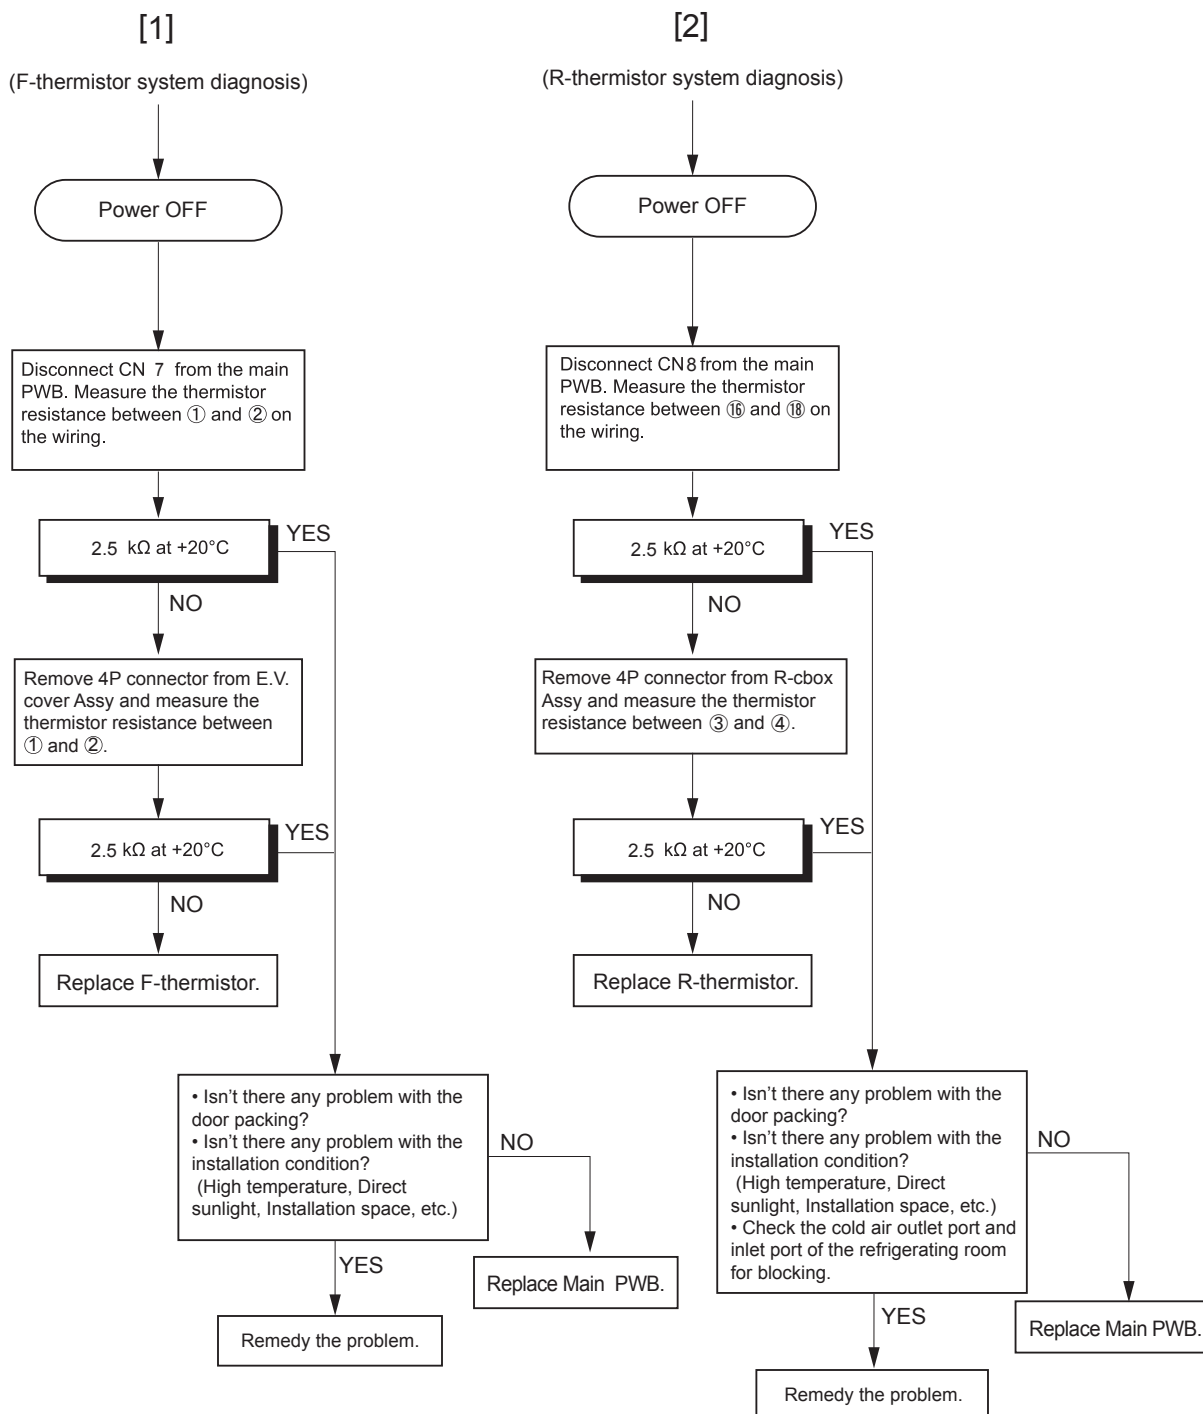 [1]
(F-thermistor system diagnosis)
Power OFF
Disconnect CN 7 from the main
PWB. Measure the thermistor
resistance between ① and ② on
the wiring.
2.5 kΩ at +20°C
YES
NO
Remove 4P connector from E.V.
cover Assy and measure the
thermistor resistance between
① and ②.
2.5 kΩ at +20°C
YES
NO
Replace F-thermistor.
• Isn't there any problem with the
door packing?
• Isn't there any problem with the
installation condition?
(High temperature, Direct
sunlight, Installation space, etc.)
NO
YES
Replace Main PWB.
Remedy the problem.
[2]
(R-thermistor system diagnosis)
Power OFF
Disconnect CN8 from the main
PWB. Measure the thermistor
resistance between ⑯ and ⑱ on
the wiring.
2.5 kΩ at +20°C
YES
NO
Remove 4P connector from R-cbox
Assy and measure the thermistor
resistance between ③ and ④.
2.5 kΩ at +20°C
YES
NO
Replace R-thermistor.
• Isn't there any problem with the
door packing?
• Isn't there any problem with the
installation condition?
(High temperature, Direct
sunlight, Installation space, etc.)
• Check the cold air outlet port and
inlet port of the refrigerating room
for blocking.
NO
YES
Replace Main PWB.
Remedy the problem.